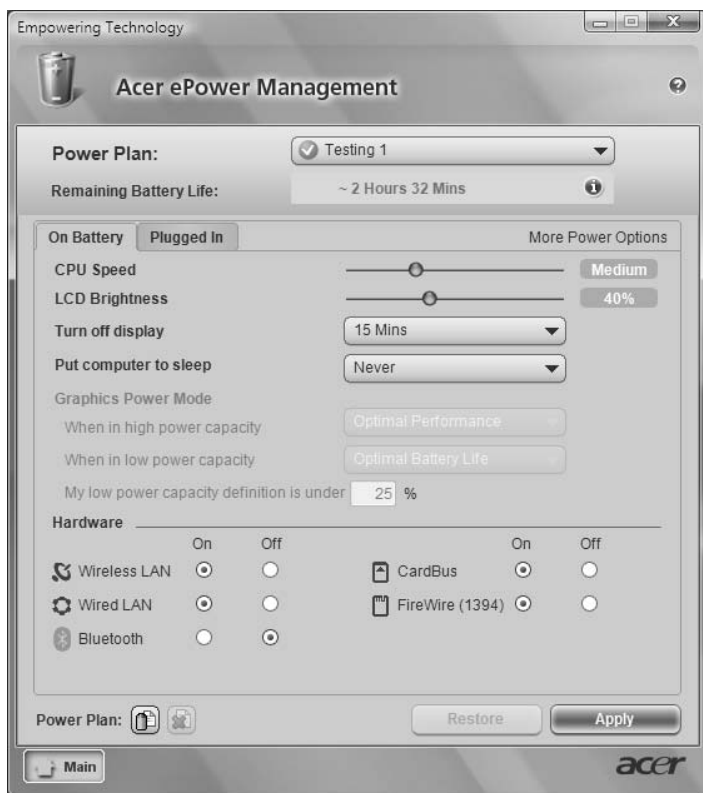 Empowering Technology
Acer ePower Management
Power Plan: Testing 1
Remaining Battery Life: ~ 2 Hours 32 Mins
On Battery Plugged In More Power Options
CPU Speed Medium
LCD Brightness 40%
Turn off display 15 Mins
Put computer to sleep Never
Graphics Power Mode
When in high power capacity Optimal Performance
When in low power capacity Optimal Battery Life
My low power capacity definition is under 25 %
Hardware
On Off On Off
Wireless LAN CardBus
Wired LAN FireWire (1394)
Bluetooth
Power Plan: Restore Apply
Main acer